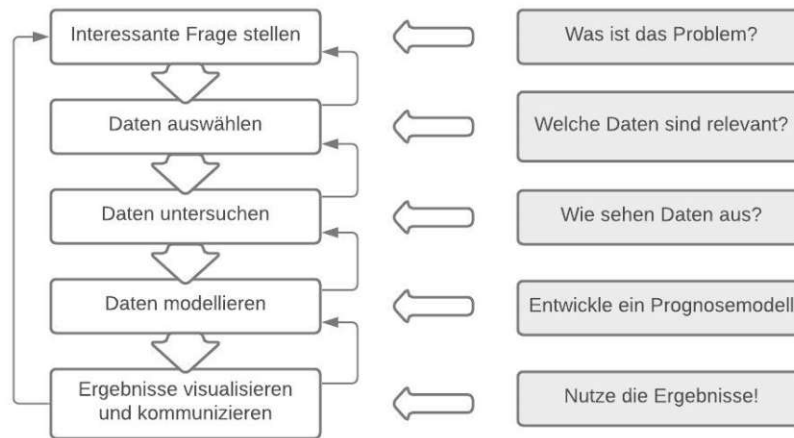 Interessante Frage stellen
Was ist das Problem?
Daten auswählen
Welche Daten sind relevant?
Daten untersuchen
Wie sehen Daten aus?
Daten modellieren
Entwickle ein Prognosemodell
Ergebnisse visualisieren
und kommunizieren
Nutze die Ergebnisse!